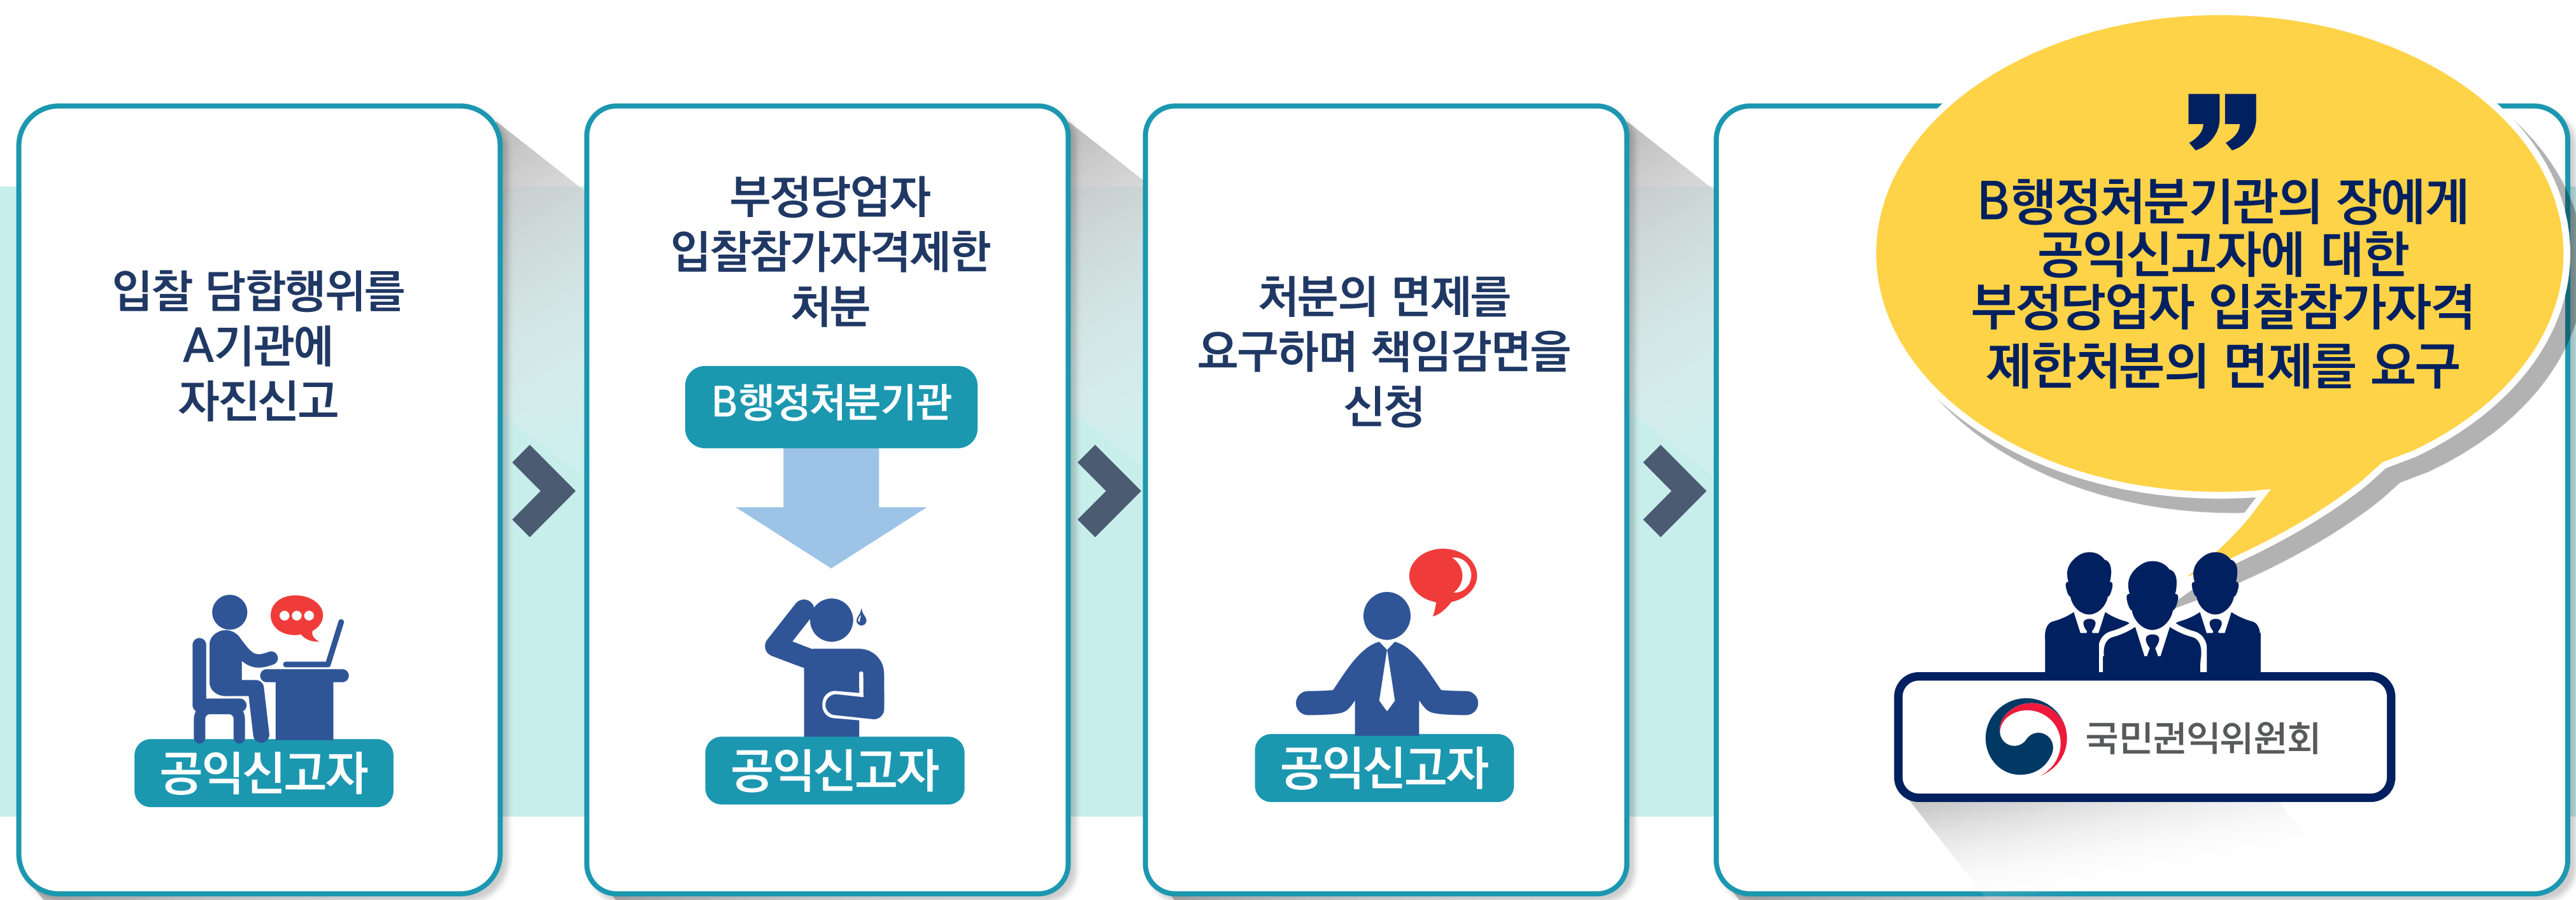 입찰 담합행위를
A기관에
자진신고
공익신고자
부정당업자
입찰참가자격제한
처분
B행정처분기관
공익신고자
처분의 면제를
요구하며 책임감면을
신청
공익신고자
”
B행정처분기관의 장에게
공익신고자에 대한
부정당업자 입찰참가자격
제한처분의 면제를 요구
국민권익위원회